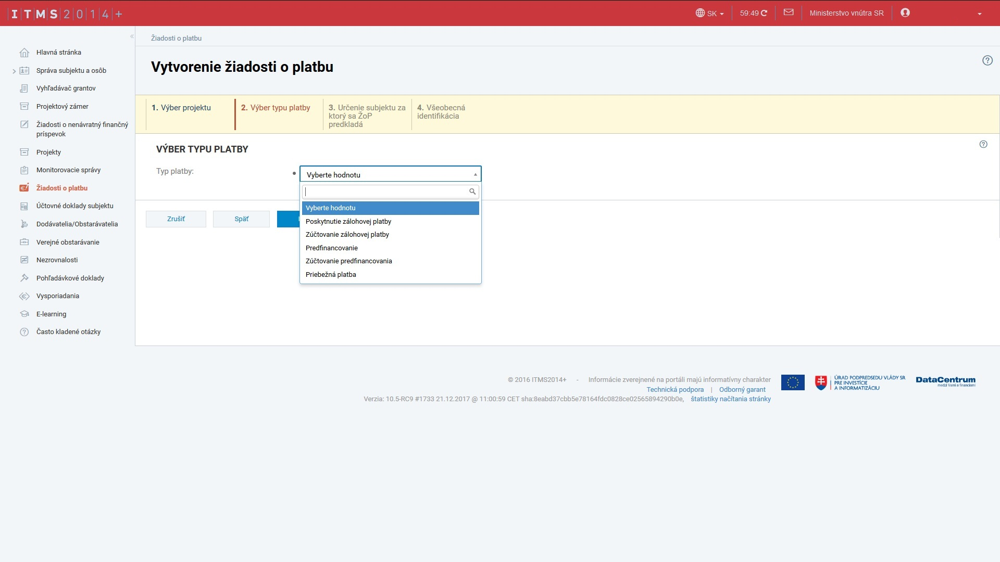 ITMS2014+
SK
59:49
Ministerstvo vnútra SR
Žiadosti o platbu
Hlavná stránka
Správa subjektu a osôb
Vyhľadávač grantov
Projektový zámer
Žiadosti o nenávratný finančný
príspevok
Projekty
Monitorovacie správy
Žiadosti o platbu
Účtovné doklady subjektu
Dodávatelia/Obstarávatelia
Verejné obstarávanie
Nezrovnalosti
Pohľadávkové doklady
Vysporiadania
E-learning
Často kladené otázky
Vytvorenie žiadosti o platbu
1. Výber projektu
2. Výber typu platby
3. Určenie subjektu za
ktorý sa ŽoP
predkladá
4. Všeobecná
identifikácia
VÝBER TYPU PLATBY
Typ platby:
Vyberte hodnotu
Vyberte hodnotu
Poskytnutie zálohovej platby
Zúčtovanie zálohovej platby
Predfinancovanie
Zúčtovanie predfinancovania
Priebežná platba
Zrušiť
Späť
© 2016 ITMS2014+ - Informácie zverejnené na portáli majú informatívny charakter
Technická podpora | Odborný garant
Verzia: 10.5-RC9 #1733 21.12.2017 @ 11:00:59 CET sha:8eabd37cbb5e78164fdc0828ce02565894290b0e, štatistiky načítania stránky
ÚRAD PODPREDSEDU VLÁDY SR
PRE INVESTÍCIE
A INFORMATIZÁCIU
DataCentrum
medzi Vami a financiami